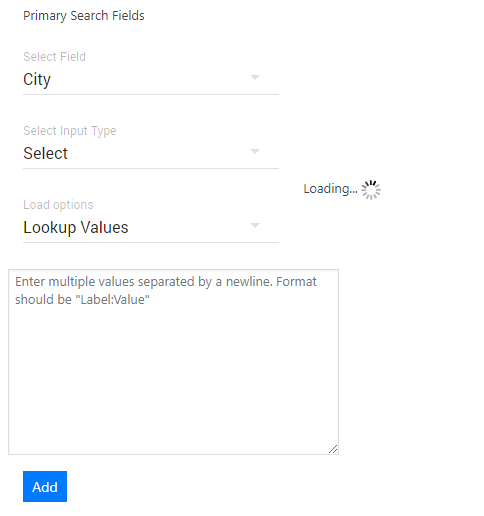 Primary Search Fields
Select Field
City
Select Input Type
Select
Loading...
Load options
Lookup Values
Enter multiple values separated by a newline. Format
should be "Label:Value"
Add